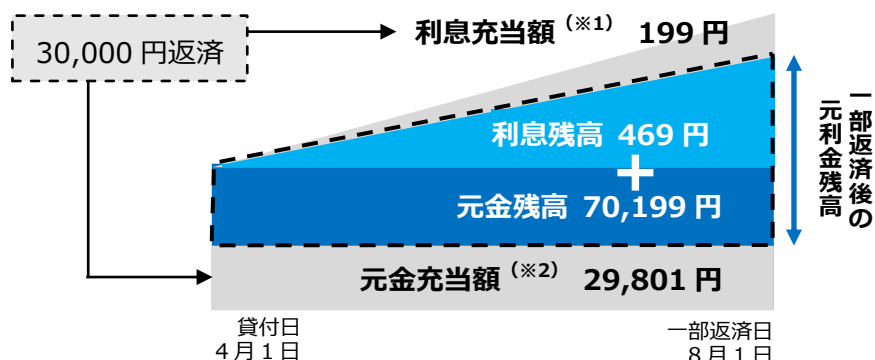 30,000 円返済
利息充当額（※1） 199 円
利息残高 469 円
＋
元金残高 70,199 円
元金充当額（※2） 29,801 円
一部返済後の
元利金残高
貸付日
４月１日
一部返済日
８月１日